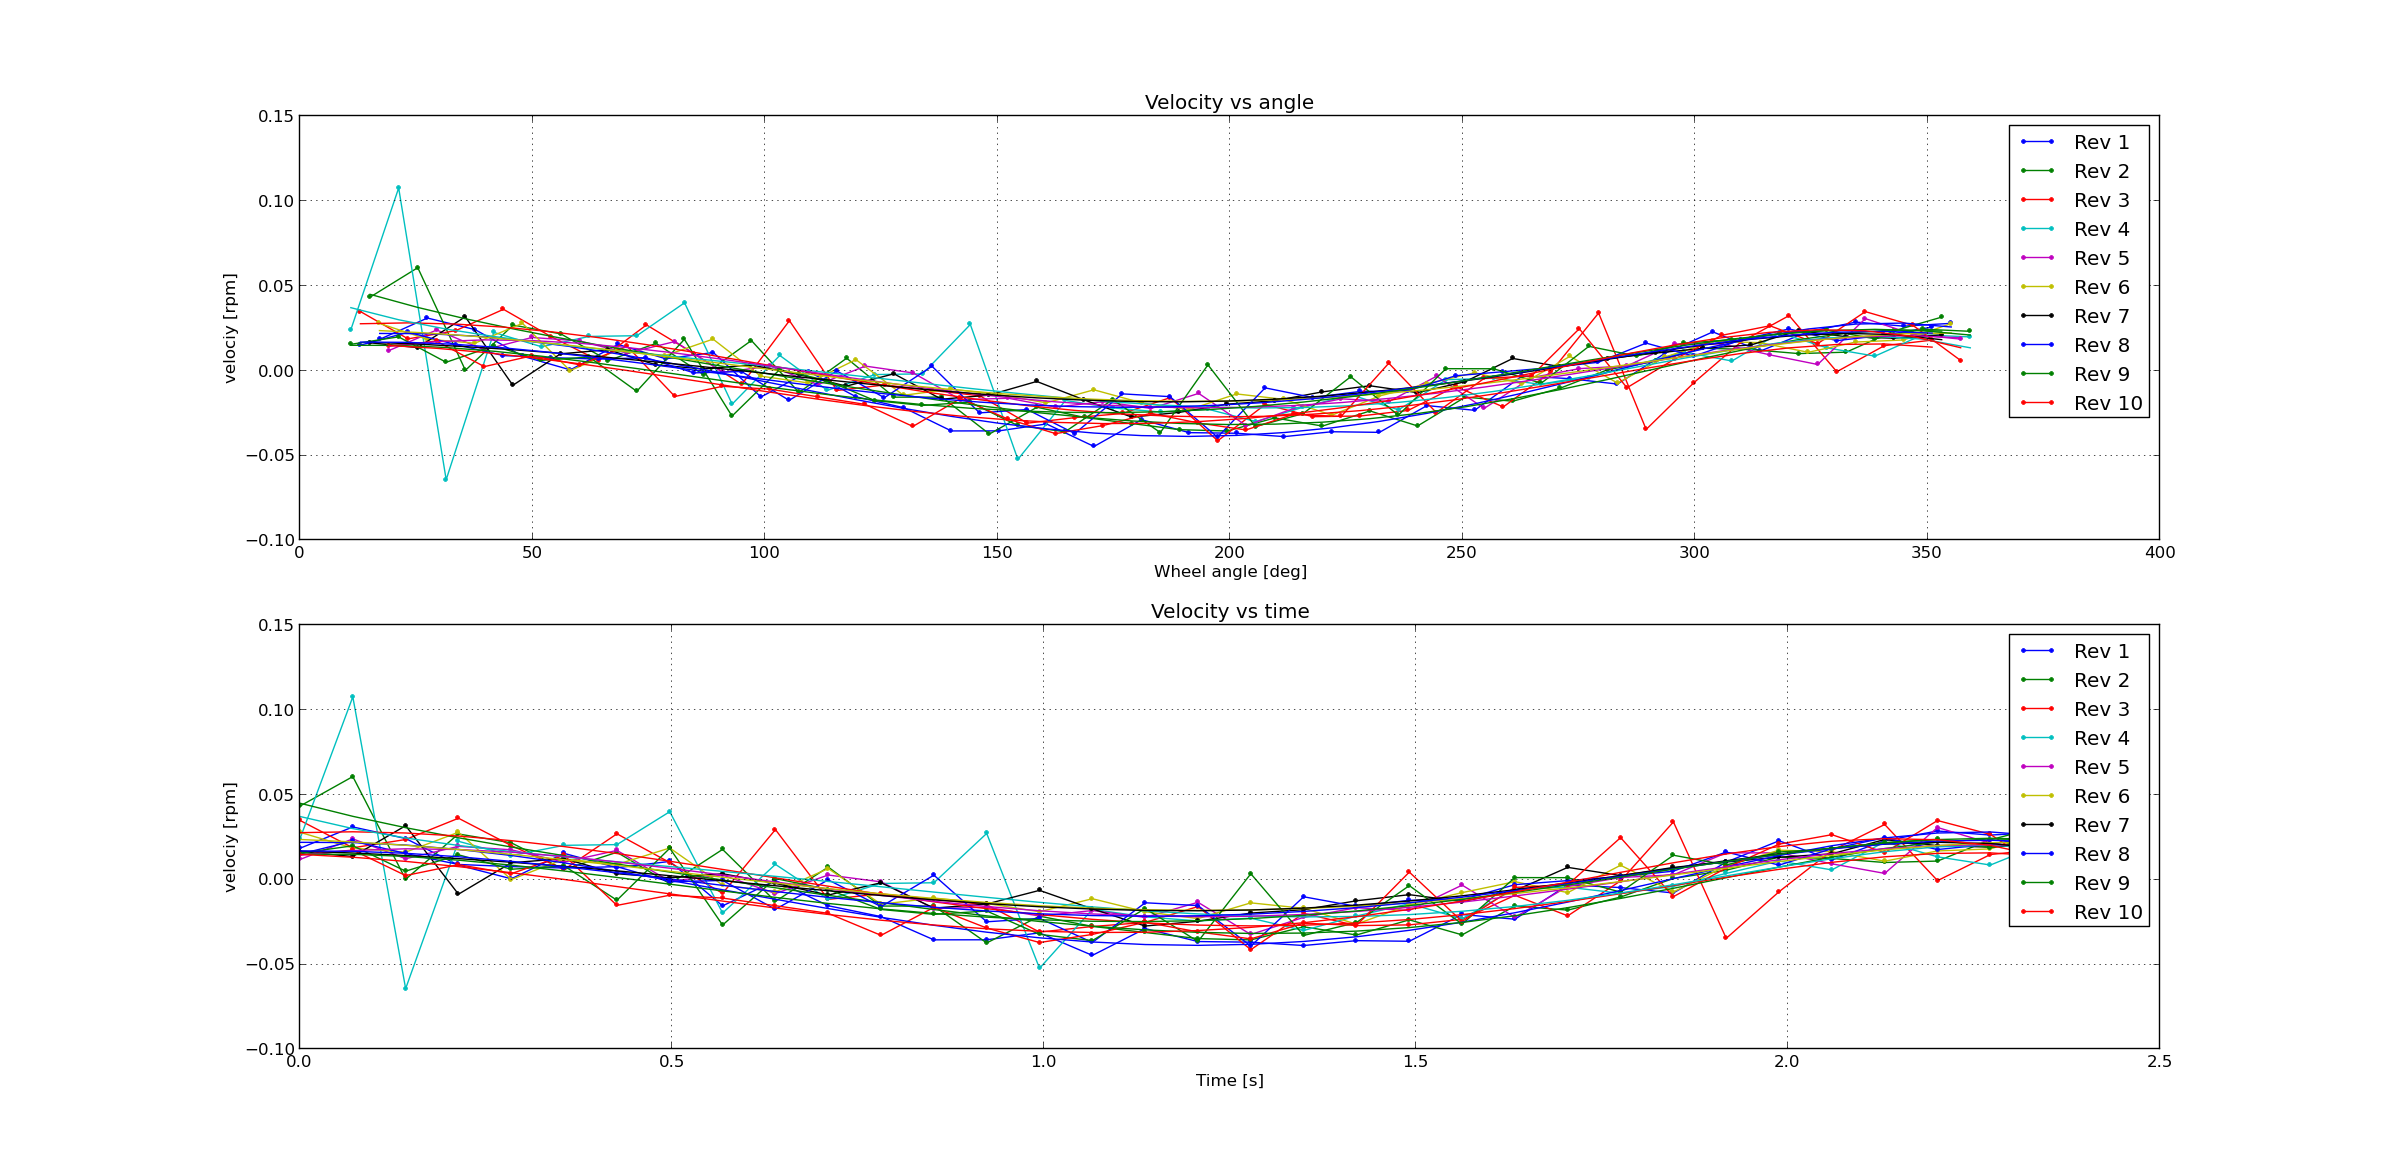 Velocity vs angle
velociy [rpm]
0.15
0.10
0.05
0.00
−0.05
−0.10
0 50 100 150 200 250 300 350 400
Wheel angle [deg]
Rev 1
Rev 2
Rev 3
Rev 4
Rev 5
Rev 6
Rev 7
Rev 8
Rev 9
Rev 10
Velocity vs time
velociy [rpm]
0.15
0.10
0.05
0.00
−0.05
−0.10
0.0 0.5 1.0 1.5 2.0 2.5
Time [s]
Rev 1
Rev 2
Rev 3
Rev 4
Rev 5
Rev 6
Rev 7
Rev 8
Rev 9
Rev 10